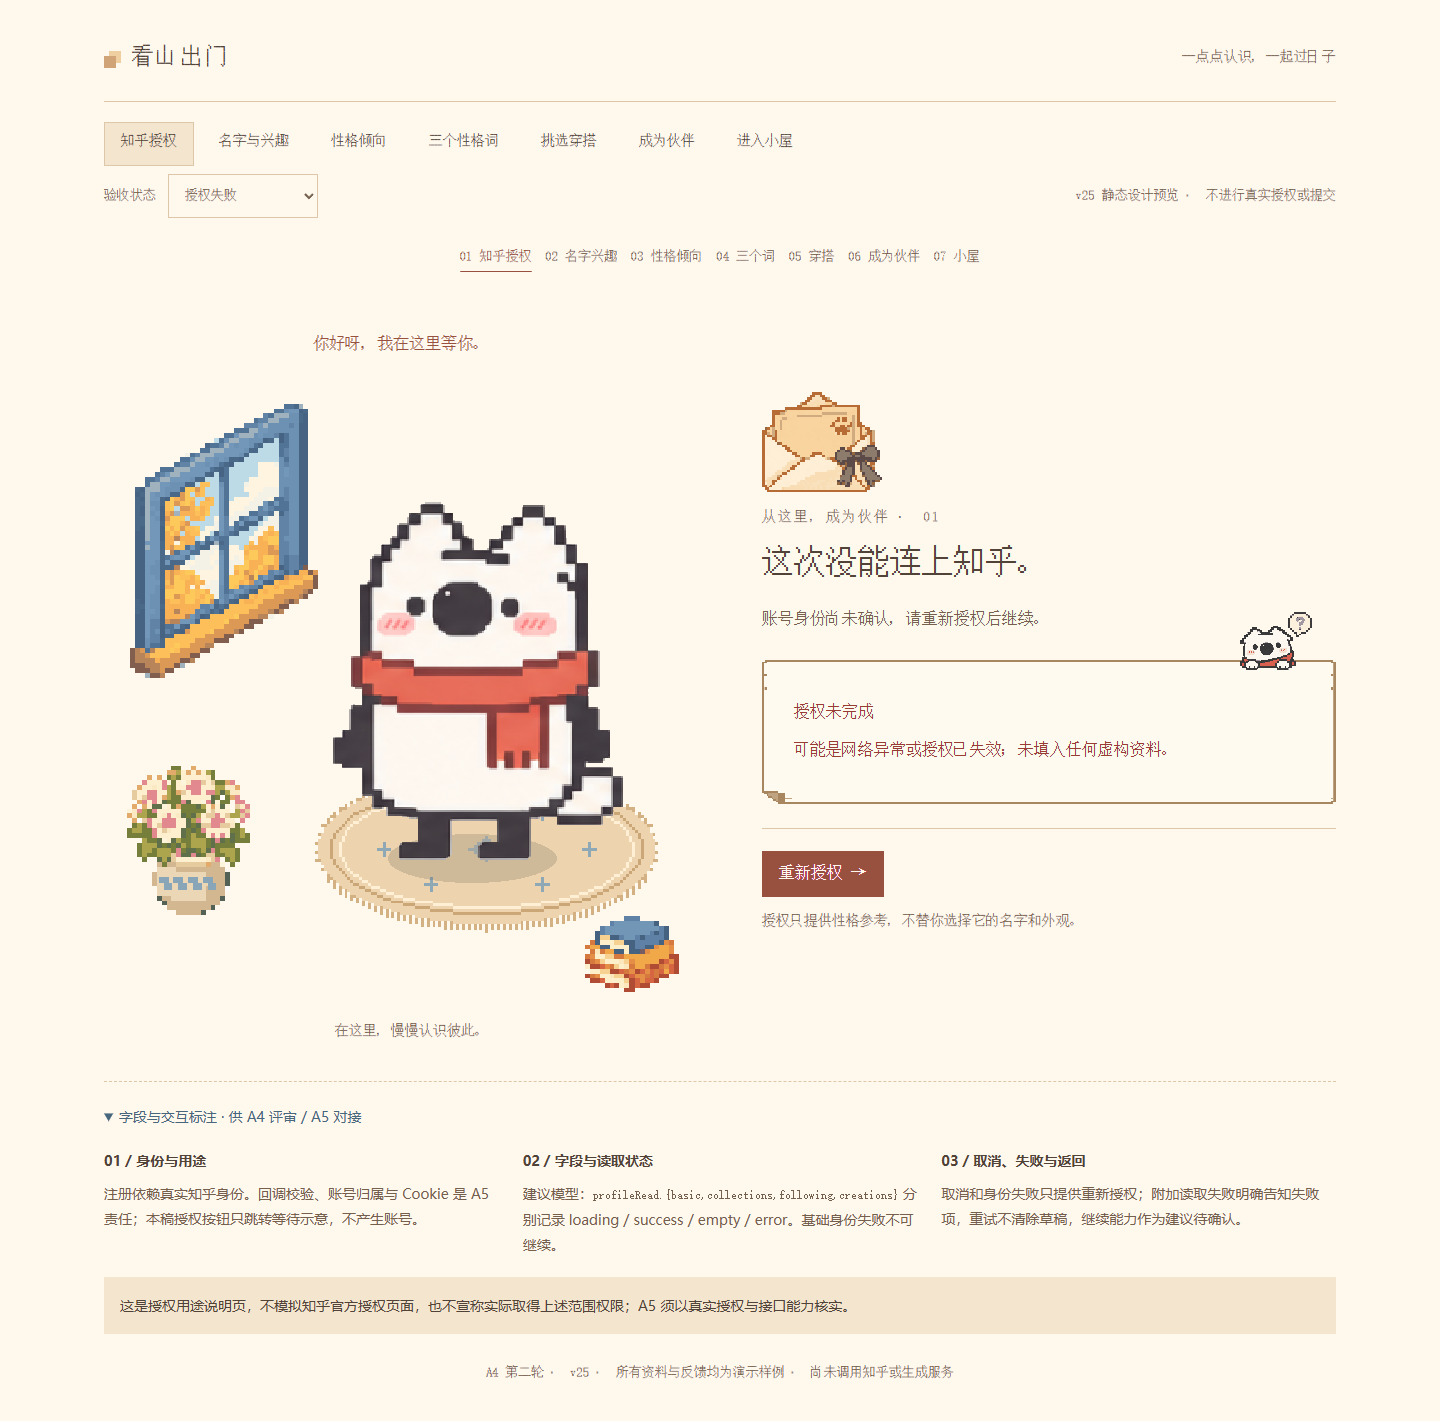 看山出门
一点点认识，一起过日子
知乎授权 名字与兴趣 性格倾向 三个性格词 挑选穿搭 成为伙伴 进入小屋
验收状态 授权失败
v25 静态设计预览 · 不进行真实授权或提交
01 知乎授权 02 名字兴趣 03 性格倾向 04 三个词 05 穿搭 06 成为伙伴 07 小屋
你好呀，我在这里等你。
从这里，成为伙伴 · 01
这次没能连上知乎。
账号身份尚未确认，请重新授权后继续。
?
授权未完成
可能是网络异常或授权已失效；未填入任何虚构资料。
重新授权 →
授权只提供性格参考，不替你选择它的名字和外观。
在这里，慢慢认识彼此。
▼ 字段与交互标注 · 供 A4 评审 / A5 对接
01 / 身份与用途
注册依赖真实知乎身份。回调校验、账号归属与 Cookie 是 A5
责任；本稿授权按钮只跳转等待示意，不产生账号。
02 / 字段与读取状态
建议模型：profileRead.{basic,collections,following,creations} 分
别记录 loading / success / empty / error。基础身份失败不可
继续。
03 / 取消、失败与返回
取消和身份失败只提供重新授权；附加读取失败明确告知失败
项，重试不清除草稿，继续能力作为建议待确认。
这是授权用途说明页，不模拟知乎官方授权页面，也不宣称实际取得上述范围权限；A5 须以真实授权与接口能力核实。
A4 第二轮 · v25 · 所有资料与反馈均为演示样例 · 尚未调用知乎或生成服务